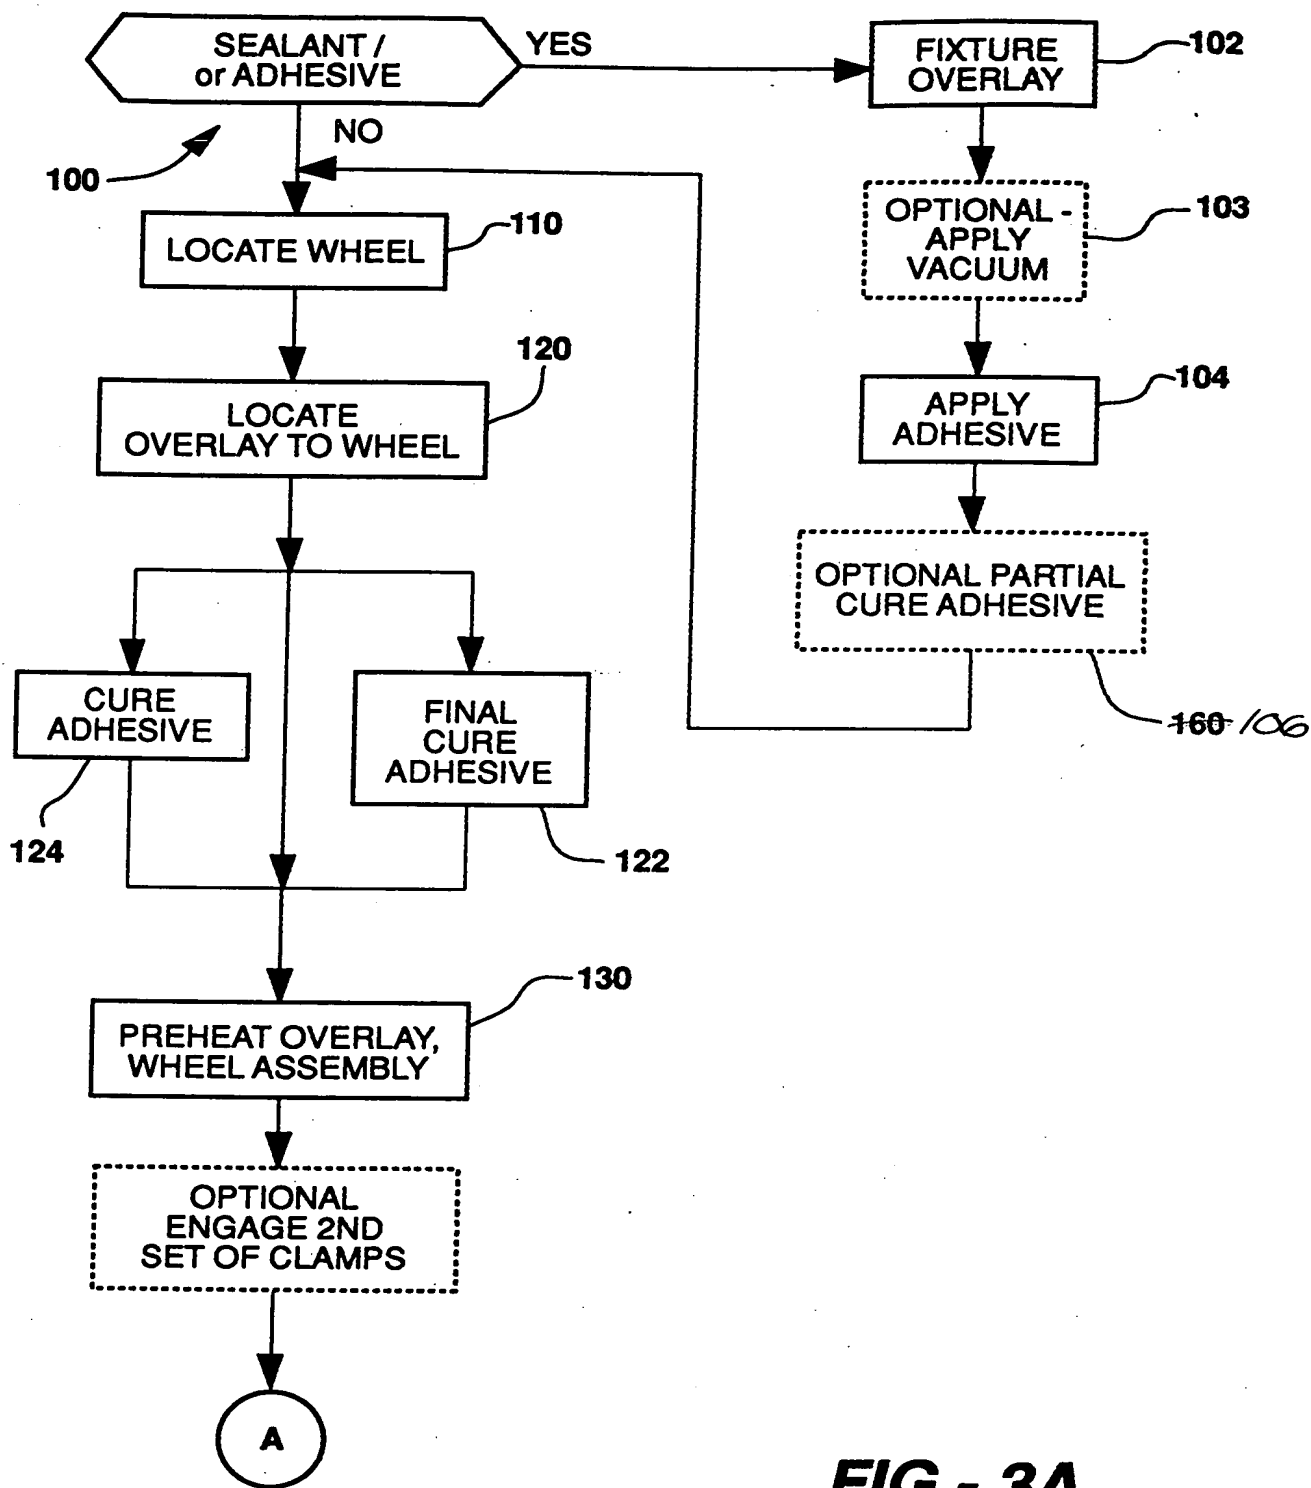 SEALANT /
or ADHESIVE
YES
NO
100
FIXTURE
OVERLAY
102
OPTIONAL -
APPLY
VACUUM
103
APPLY
ADHESIVE
104
OPTIONAL PARTIAL
CURE ADHESIVE
160 106
LOCATE WHEEL
110
LOCATE
OVERLAY TO WHEEL
120
CURE
ADHESIVE
124
FINAL
CURE
ADHESIVE
122
PREHEAT OVERLAY,
WHEEL ASSEMBLY
130
OPTIONAL
ENGAGE 2ND
SET OF CLAMPS
A
FIG - 3A